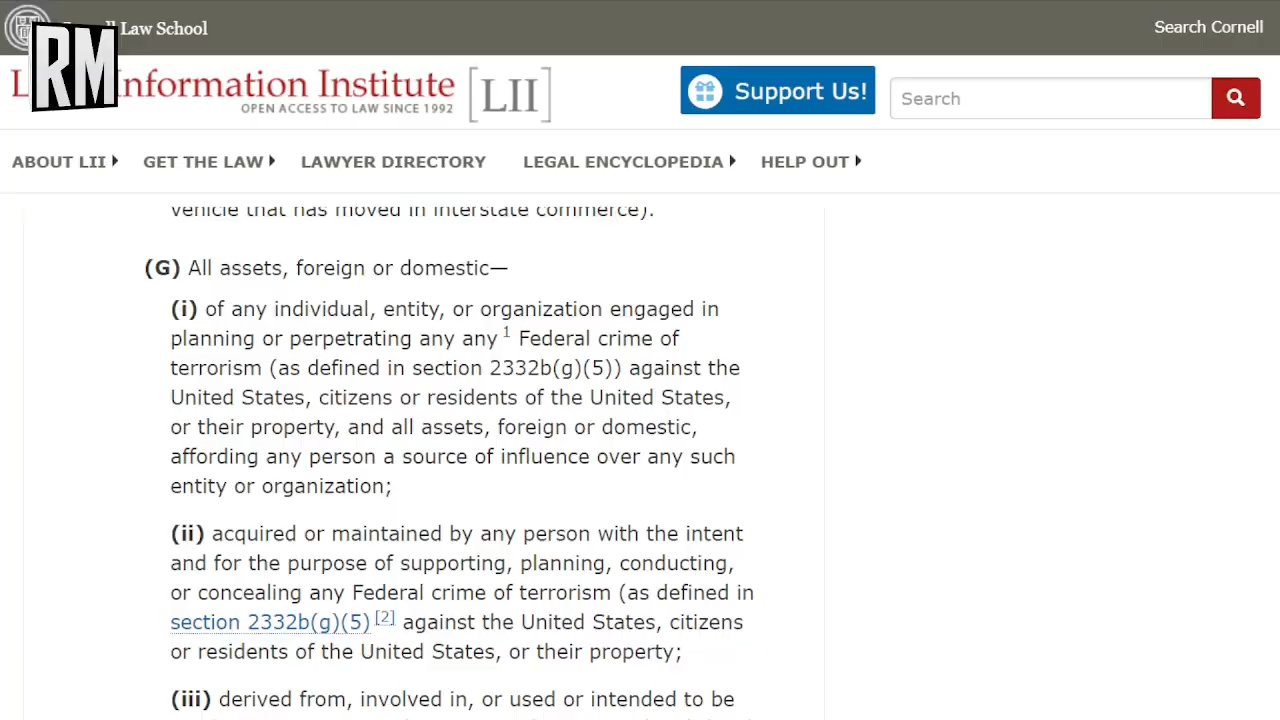 Law School
Search Cornell
RM
L nformation Institute
OPEN ACCESS TO LAW SINCE 1992
[LII]
Support Us!
Search
ABOUT LII
GET THE LAW
LAWYER DIRECTORY
LEGAL ENCYCLOPEDIA
HELP OUT
vehicle that has moved in interstate commerce).
(G) All assets, foreign or domestic—
(i) of any individual, entity, or organization engaged in
planning or perpetrating any any 1 Federal crime of
terrorism (as defined in section 2332b(g)(5)) against the
United States, citizens or residents of the United States,
or their property, and all assets, foreign or domestic,
affording any person a source of influence over any such
entity or organization;
(ii) acquired or maintained by any person with the intent
and for the purpose of supporting, planning, conducting,
or concealing any Federal crime of terrorism (as defined in
section 2332b(g)(5) [2] against the United States, citizens
or residents of the United States, or their property;
(iii) derived from, involved in, or used or intended to be